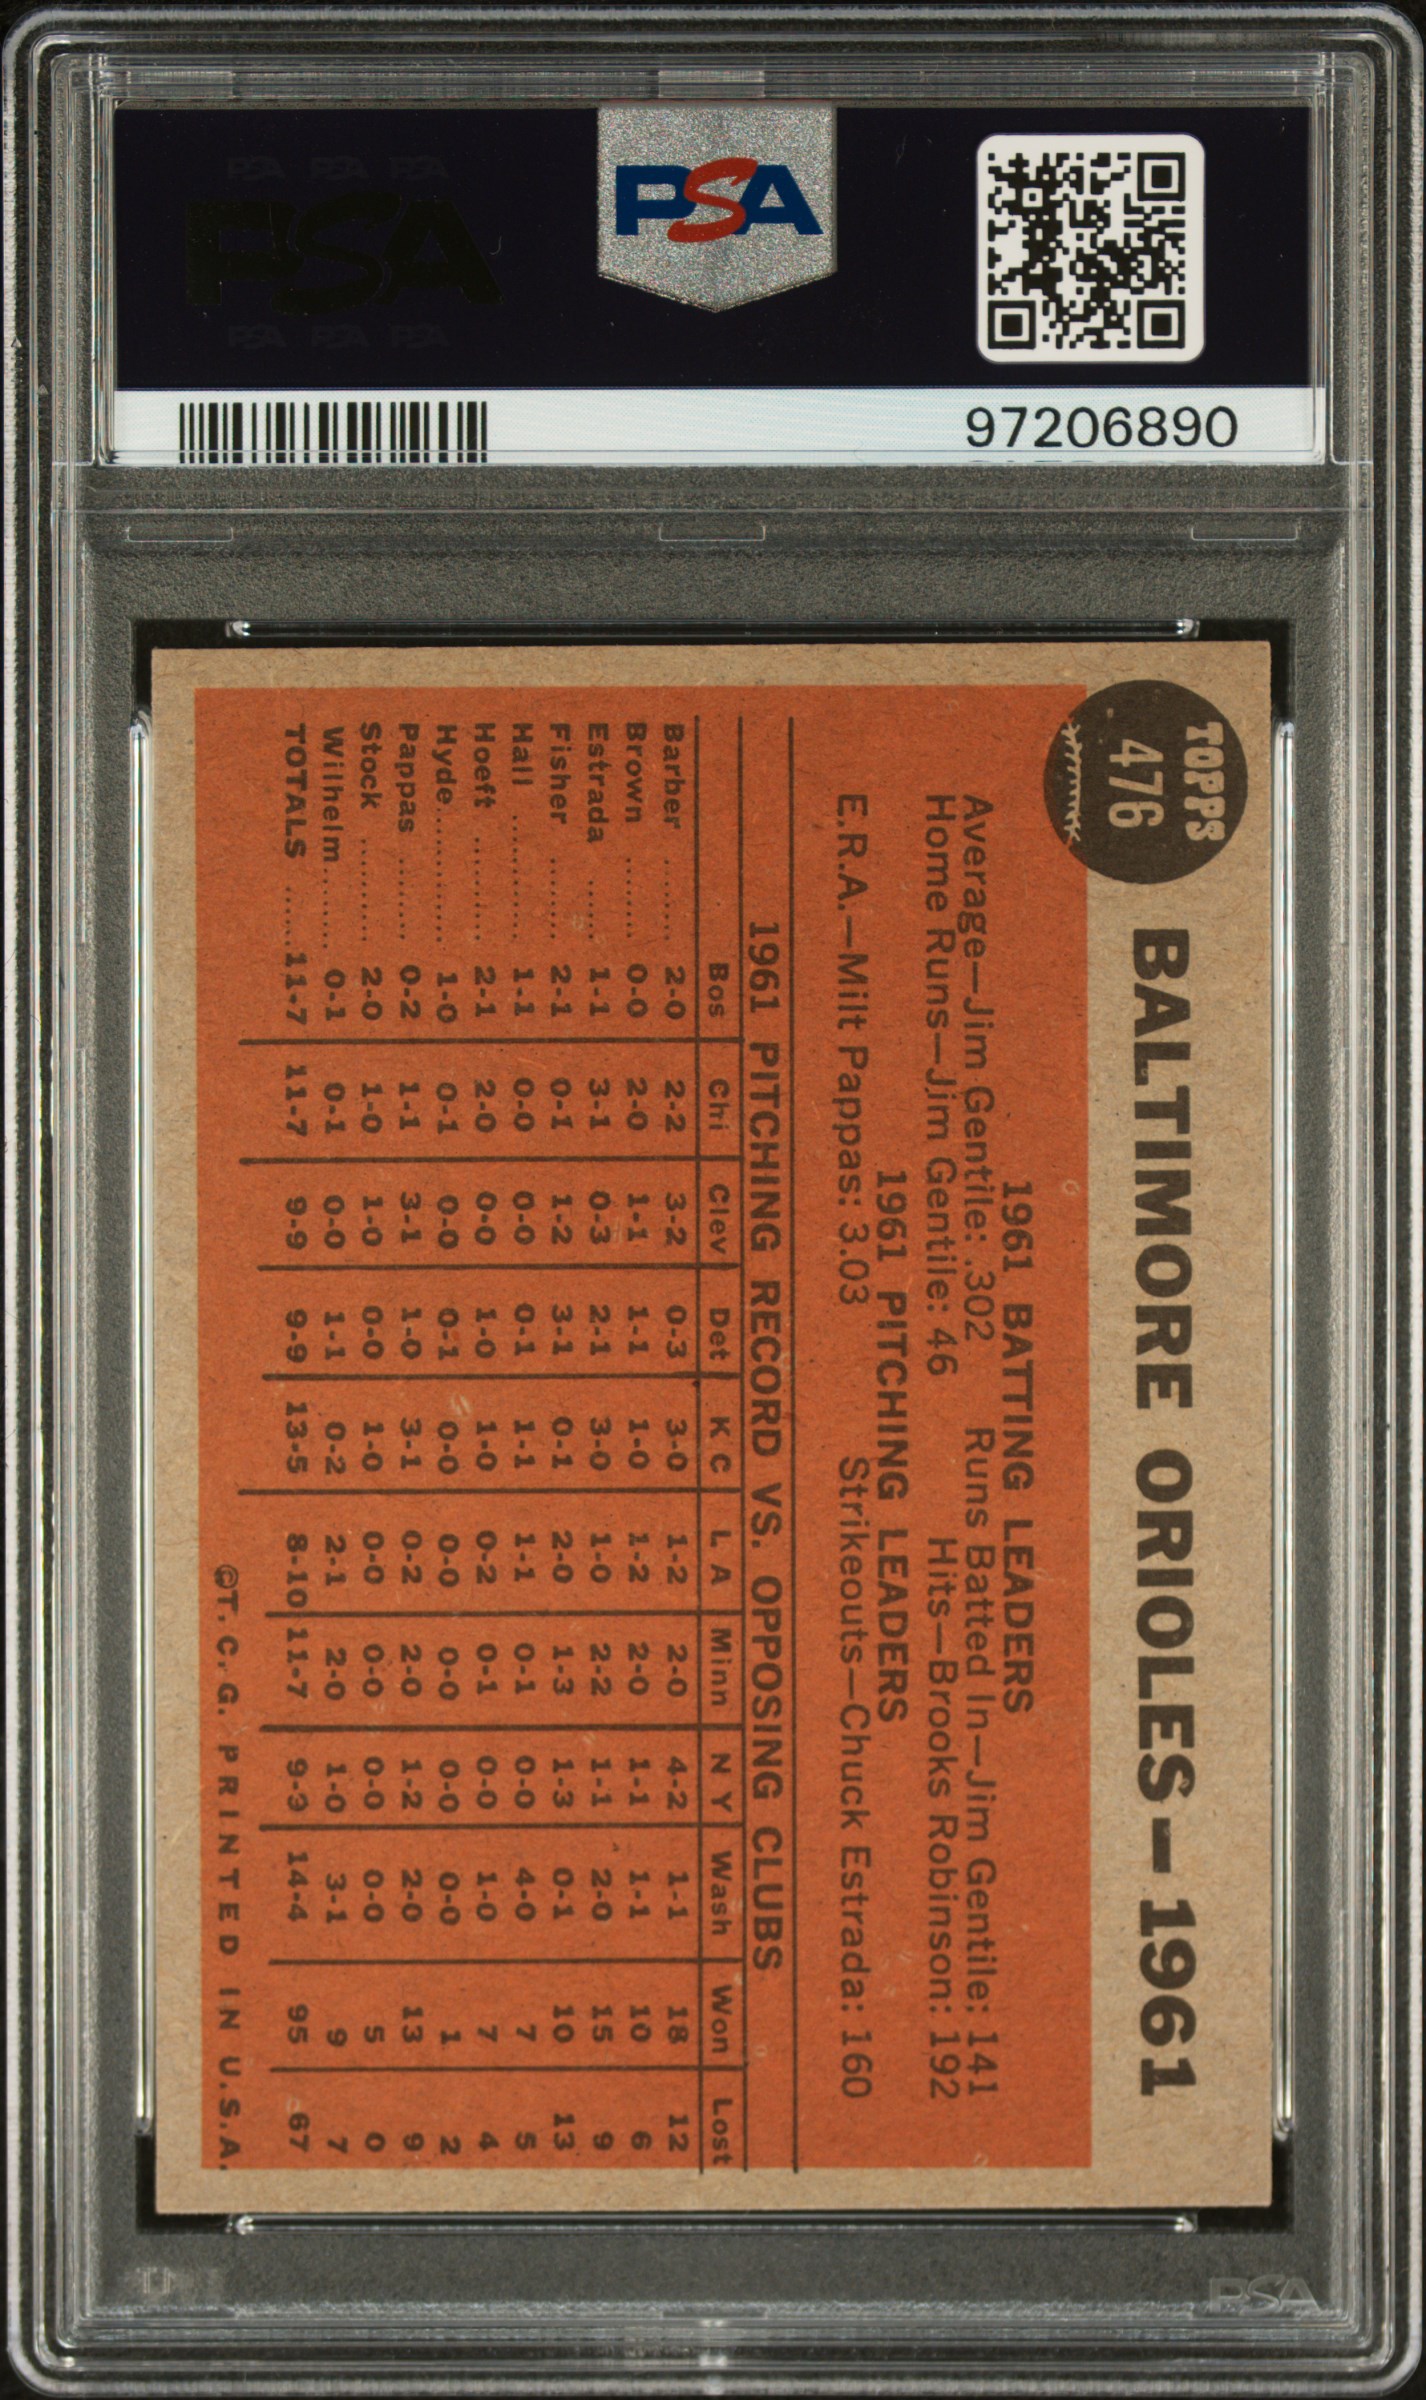 PSA PSA PSA
PSA
PSA PSA PSA
PSA
97206890
TOPPS
476
BALTIMORE ORIOLES—1961
1961 BATTING LEADERS
Average—Jim Gentile: .302 Runs Batted In—Jim Gentile: 141
Home Runs—Jim Gentile: 46 Hits—Brooks Robinson: 192
1961 PITCHING LEADERS
E.R.A.—Milt Pappas: 3.03 Strikeouts—Chuck Estrada: 160
1961 PITCHING RECORD VS. OPPOSING CLUBS
Bos Chi Clev Det K C L A Minn N Y Wash Won Lost
Barber ........ 2-0 2-2 3-2 0-3 3-0 1-2 2-0 4-2 1-1 18 12
Brown ........ 0-0 2-0 1-1 1-1 1-0 1-2 2-0 1-1 1-1 10 6
Estrada ...... 1-1 3-1 0-3 2-1 3-0 1-0 2-2 1-1 2-0 15 9
Fisher ........ 2-1 0-1 1-2 3-1 0-1 2-0 1-3 1-3 0-1 10 13
Hall ............ 1-1 0-0 0-0 0-1 1-1 1-1 0-1 0-0 4-0 7 5
Hoeft .......... 2-1 2-0 0-0 1-0 1-0 0-2 0-1 0-0 1-0 7 4
Hyde............ 1-0 0-1 0-0 0-1 0-0 0-0 0-0 0-0 0-0 1 2
Pappas ........ 0-2 1-1 3-1 1-0 3-1 0-2 2-0 1-2 2-0 13 9
Stock .......... 2-0 1-0 1-0 0-0 1-0 0-0 0-0 0-0 0-0 5 0
Wilhelm........ 0-1 0-1 0-0 1-1 0-2 2-1 2-0 1-0 3-1 9 7
TOTALS ......11-7 11-7 9-9 9-9 13-5 8-10 11-7 9-9 14-4 95 67
©T.C.G. PRINTED IN U.S.A.
PSA